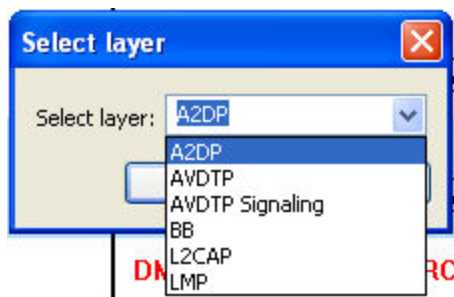 Select layer
Select layer: A2DP
A2DP
AVDTP
AVDTP Signaling
BB
L2CAP
LMP